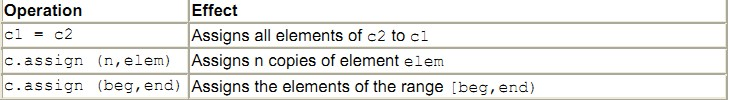 Operation Effect
c1 = c2 Assigns all elements of c2 to c1
c.assign (n,elem) Assigns n copies of element elem
c.assign (beg,end) Assigns the elements of the range [beg,end)